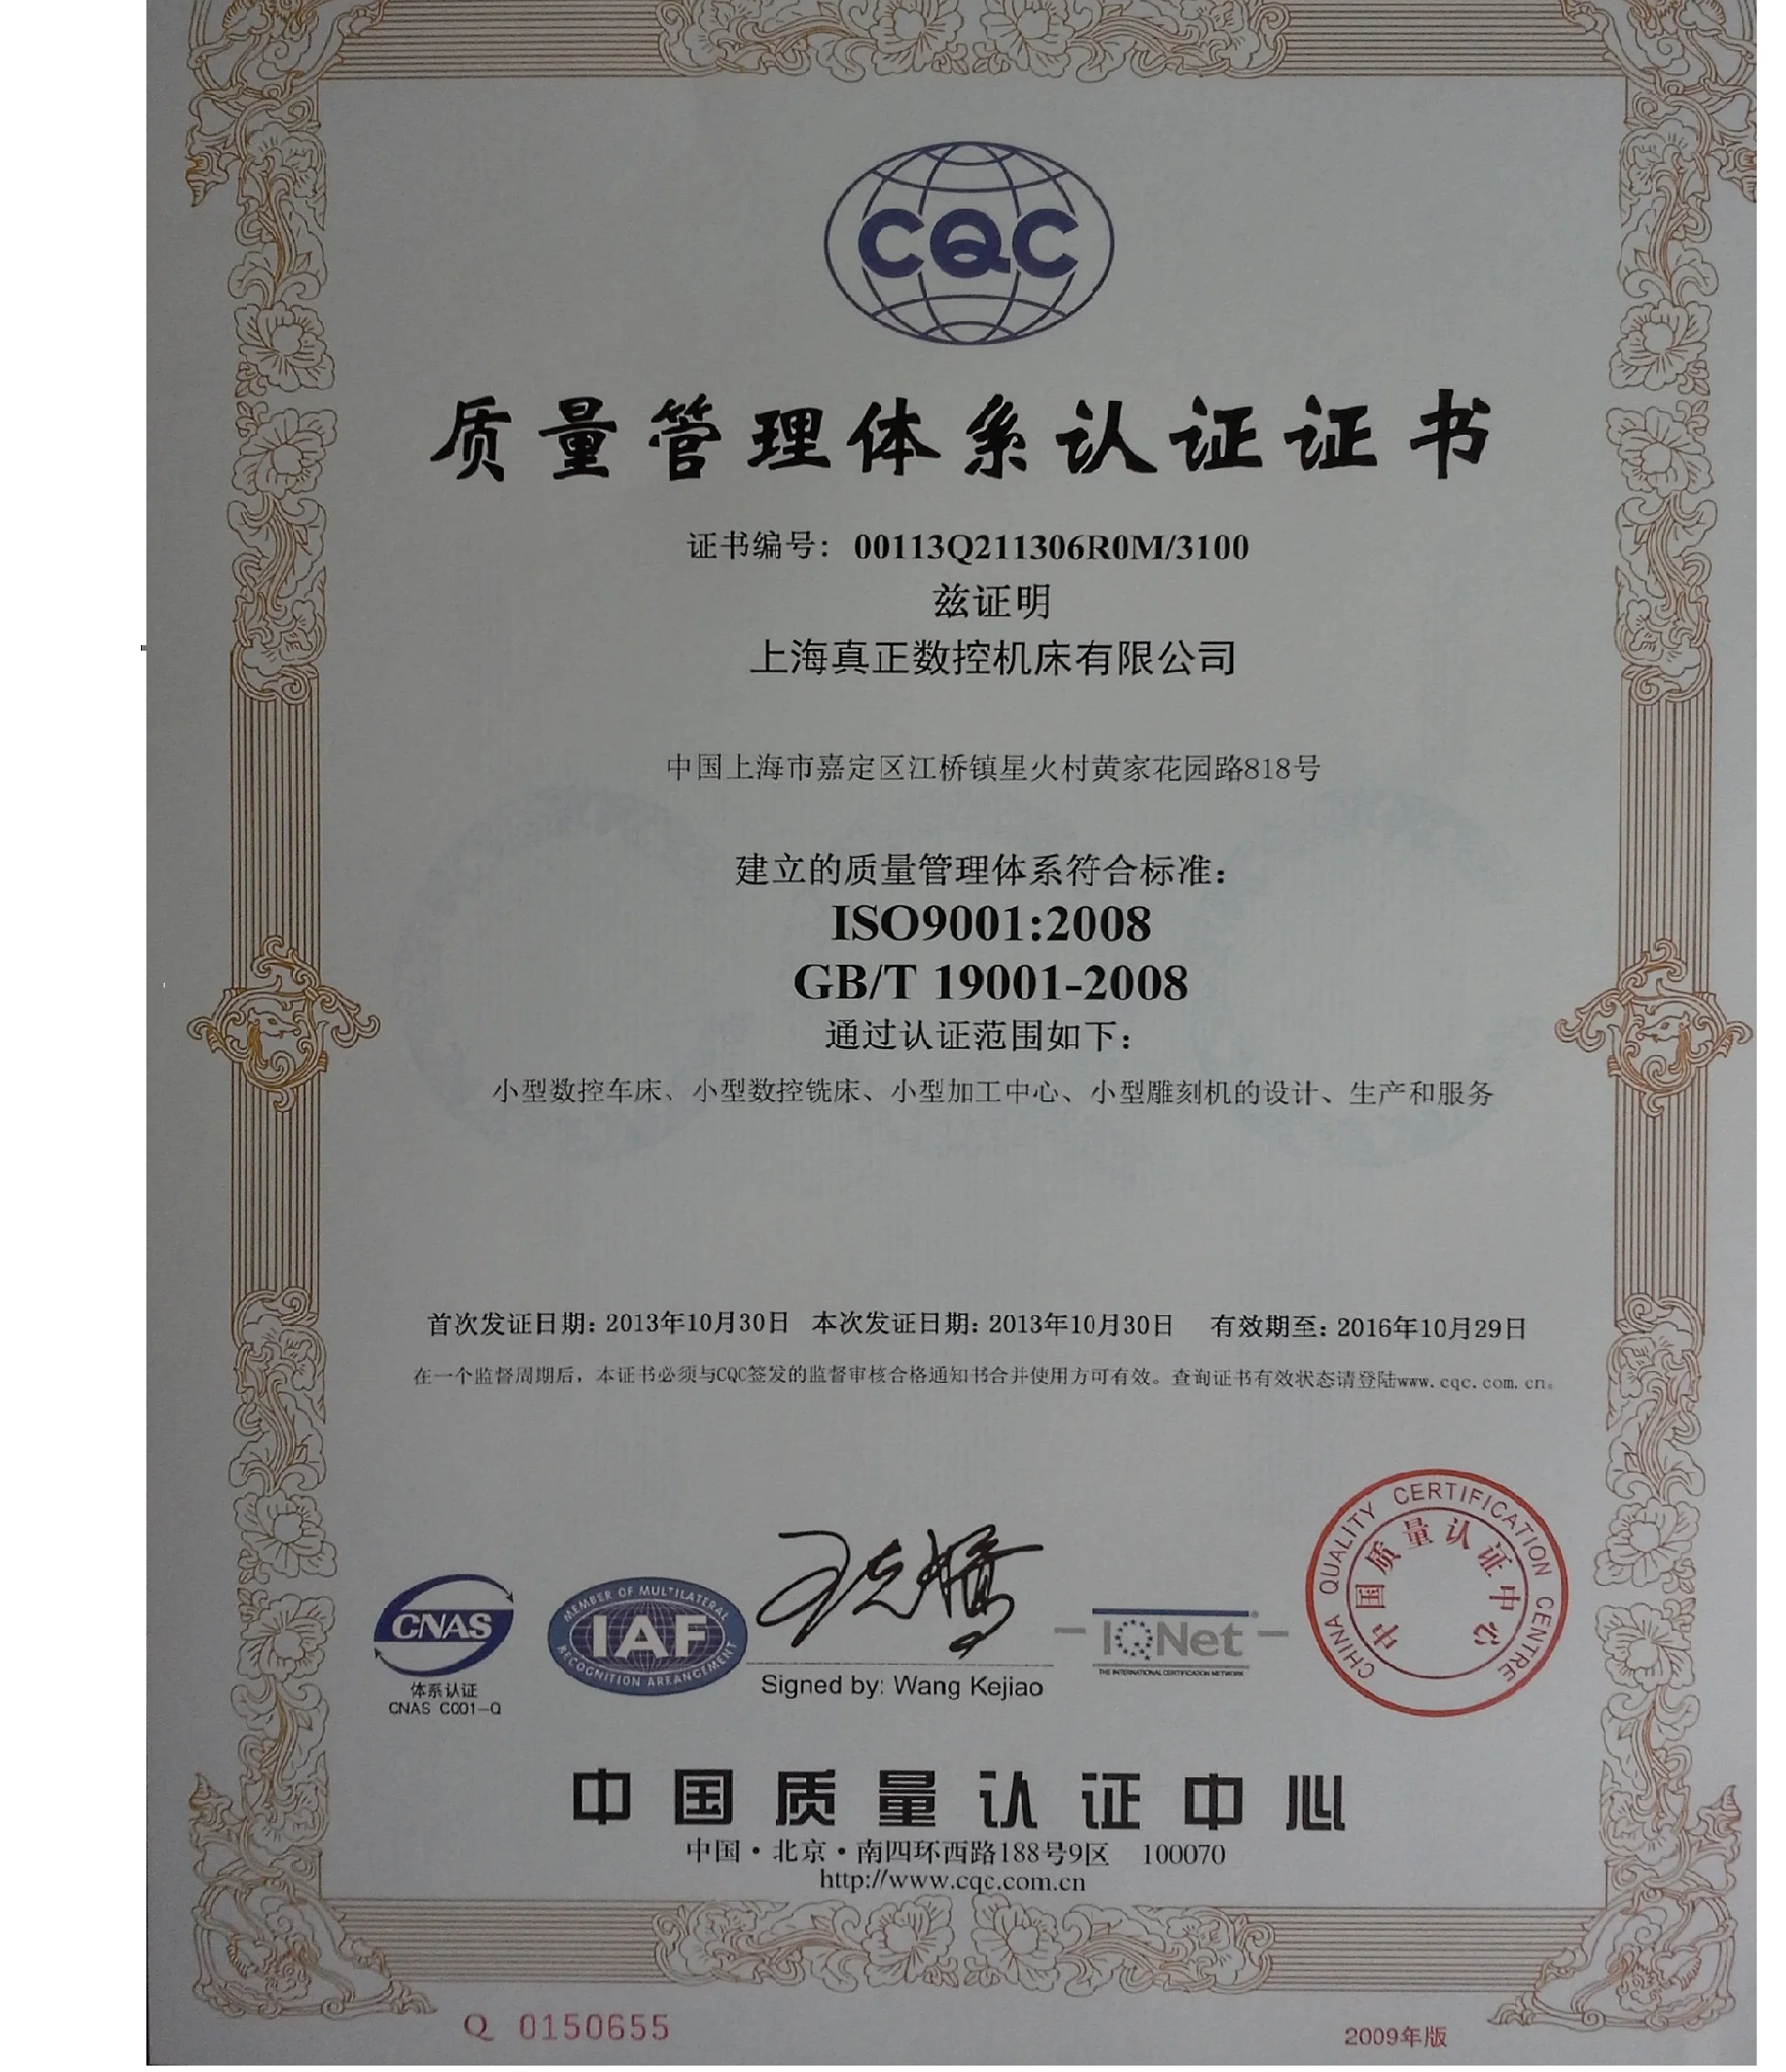 CQC
质量管理体系认证证书
证书编号：00113Q211306R0M/3100
兹证明
上海真正数控机床有限公司
中国上海市嘉定区江桥镇星火村黄家花园路818号
建立的质量管理体系符合标准：
ISO9001:2008
GB/T 19001-2008
通过认证范围如下：
小型数控车床、小型数控铣床、小型加工中心、小型雕刻机的设计、生产和服务
首次发证日期：2013年10月30日 本次发证日期：2013年10月30日 有效期至：2016年10月29日
在一个监督周期后，本证书必须与CQC签发的监督审核合格通知书合并使用方可有效。查询证书有效状态请登陆www.cqc.com.cn。
CNAS
体系认证
CNAS C001-Q
MEMBER OF MULTILATERAL
IAF
RECOGNITION ARRANGEMENT
Signed by: Wang Kejiao
IQNet
THE INTERNATIONAL CERTIFICATION NETWORK
CHINA QUALITY CERTIFICATION CENTRE
中国质量认证中心
中国质量认证中心
中国·北京·南四环西路188号9区 100070
http://www.cqc.com.cn
Q 0150655
2009年版